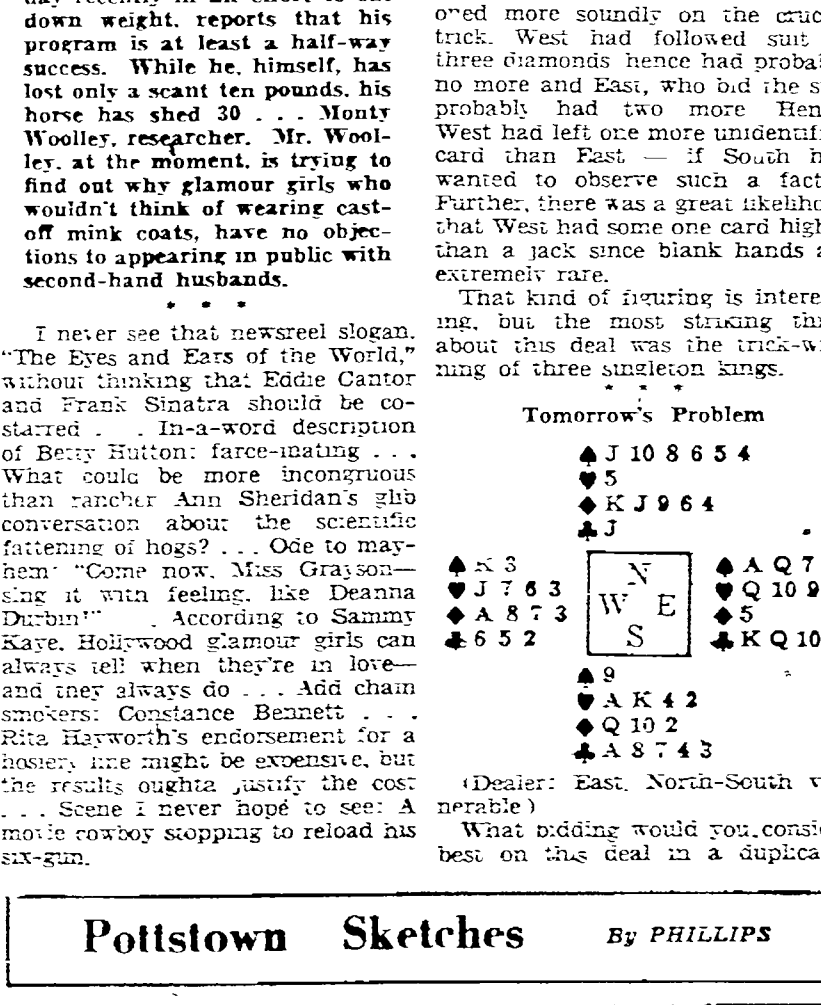 down weight, reports that his
program is at least a half-way
success. While he, himself, has
lost only a scant ten pounds, his
horse has shed 30 . . . Monty
Woolley, researcher. Mr. Wool-
ley, at the moment, is trying to
find out why glamour girls who
wouldn't think of wearing cast-
off mink coats, have no objec-
tions to appearing in public with
second-hand husbands.
* * *
I never see that newsreel slogan,
"The Eyes and Ears of the World,"
without thinking that Eddie Cantor
and Frank Sinatra should be co-
starred . . In-a-word description
of Betty Hutton: farce-inating . . .
What could be more incongruous
than rancher Ann Sheridan's glib
conversation about the scientific
fattening of hogs? . . . Ode to may-
hem: "Come now, Miss Grayson—
sing it with feeling, like Deanna
Durbin!" . According to Sammy
Kaye, Hollywood glamour girls can
always tell when they're in love—
and they always do . . . Add chain
smokers: Constance Bennett . . .
Rita Hayworth's endorsement for a
hosiery line might be expensive, but
the results oughta justify the cost
. . . Scene I never hope to see: A
movie cowboy stopping to reload his
six-gun.
oned more soundly on the
trick. West had followed suit
three diamonds hence had
no more and East, who bid the
probably had two more
West had left one more
card than East — if South
wanted to observe such a
Further, there was a great
that West had some one card
than a jack since blank hands
extremely rare.
That kind of figuring is
ing, but the most striking
about this deal was the
ning of three singleton kings.
* * *
Tomorrow's Problem
♠ J 10 8 6 5 4
♥ 5
♦ K J 9 6 4
♣ J
♠ K 3
♥ J 7 6 3
♦ A 8 7 3
♣ 6 5 2
N
W E
S
♠ A Q 7
♥ Q 10 9
♦ 5
♣ K Q 10
♠ 9
♥ A K 4 2
♦ Q 10 2
♣ A 8 7 4 3
(Dealer: East. North-South
nerable)
What bidding would you
best on this deal in a
Pottstown Sketches By PHILLIPS